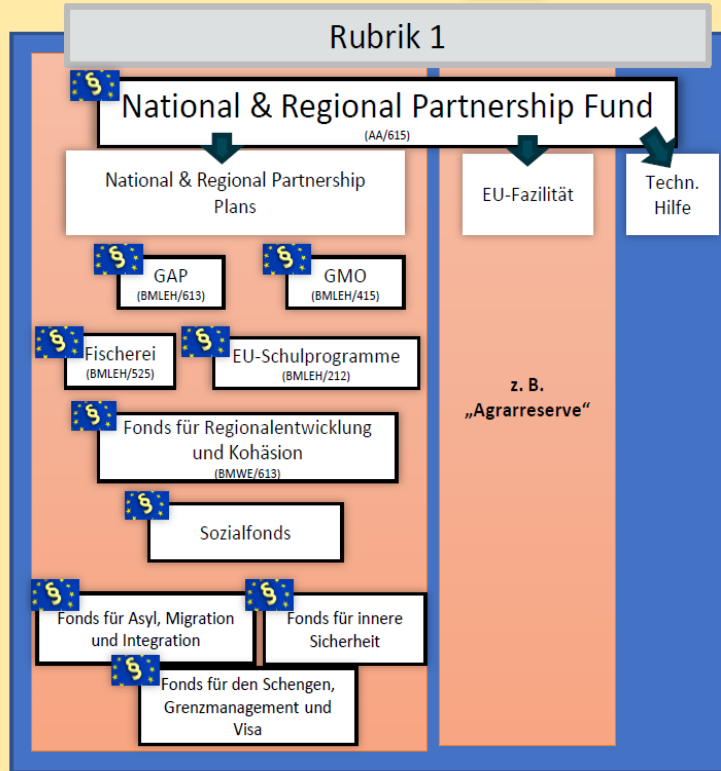 Rubrik 1
§
National & Regional Partnership Fund
(AA/615)
National & Regional Partnership
Plans
EU-Fazilität
Techn.
Hilfe
§
GAP
(BMLEH/613)
§
GMO
(BMLEH/415)
§
Fischerei
(BMLEH/525)
§
EU-Schulprogramme
(BMLEH/212)
z. B.
„Agrarreserve“
§
Fonds für Regionalentwicklung
und Kohäsion
(BMWE/613)
§
Sozialfonds
§
Fonds für Asyl, Migration
und Integration
§
Fonds für innere
Sicherheit
§
Fonds für den Schengen,
Grenzmanagement und
Visa